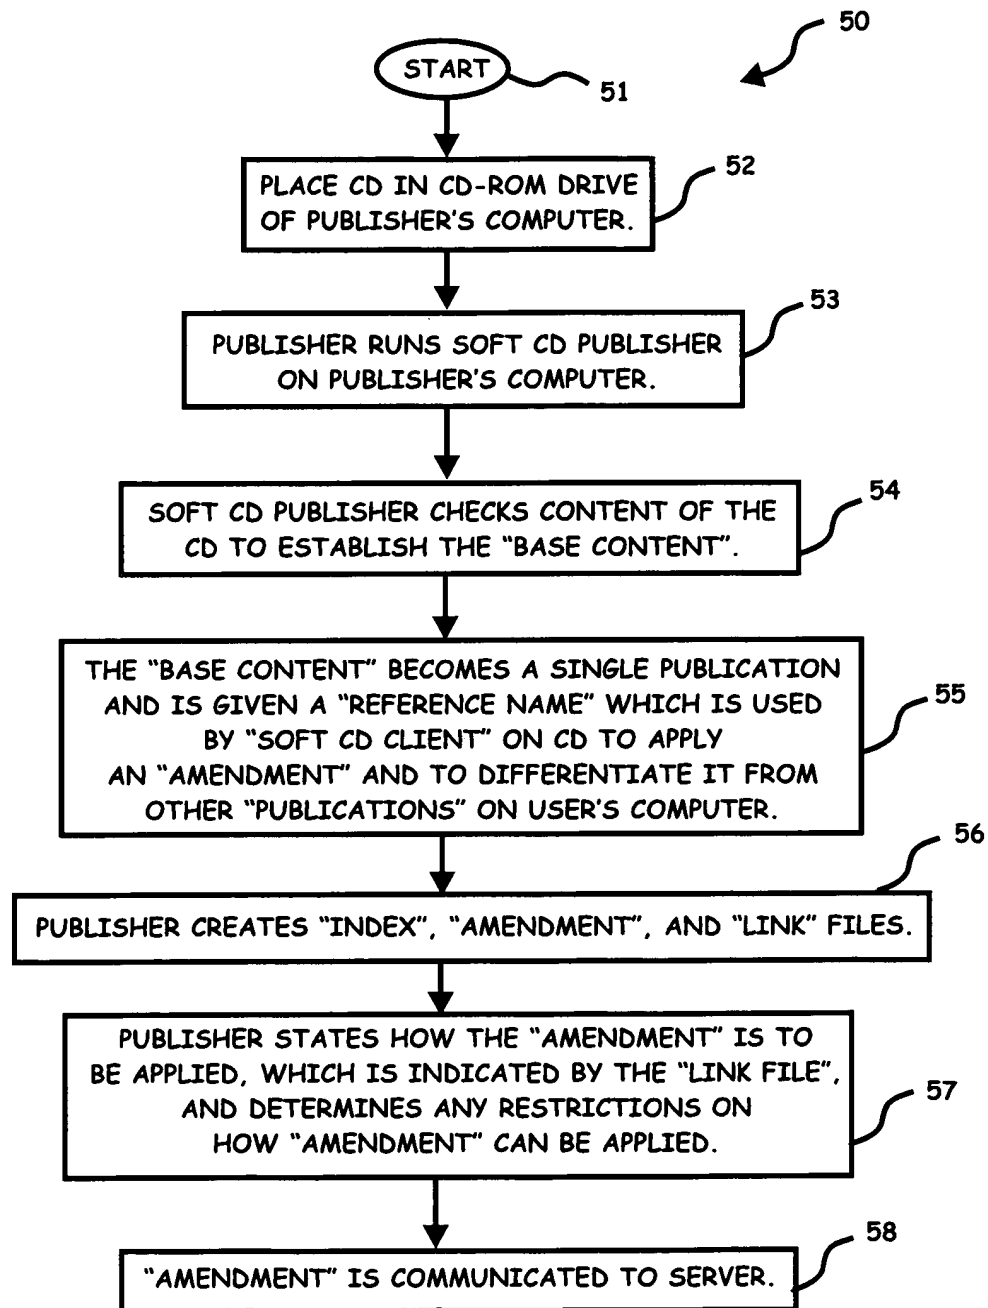 50
START
51
52
PLACE CD IN CD-ROM DRIVE
OF PUBLISHER'S COMPUTER.
53
PUBLISHER RUNS SOFT CD PUBLISHER
ON PUBLISHER'S COMPUTER.
54
SOFT CD PUBLISHER CHECKS CONTENT OF THE
CD TO ESTABLISH THE “BASE CONTENT”.
55
THE “BASE CONTENT” BECOMES A SINGLE PUBLICATION
AND IS GIVEN A “REFERENCE NAME” WHICH IS USED
BY “SOFT CD CLIENT” ON CD TO APPLY
AN “AMENDMENT” AND TO DIFFERENTIATE IT FROM
OTHER “PUBLICATIONS” ON USER'S COMPUTER.
56
PUBLISHER CREATES “INDEX”, “AMENDMENT”, AND “LINK” FILES.
57
PUBLISHER STATES HOW THE “AMENDMENT” IS TO
BE APPLIED, WHICH IS INDICATED BY THE “LINK FILE”,
AND DETERMINES ANY RESTRICTIONS ON
HOW “AMENDMENT” CAN BE APPLIED.
58
“AMENDMENT” IS COMMUNICATED TO SERVER.